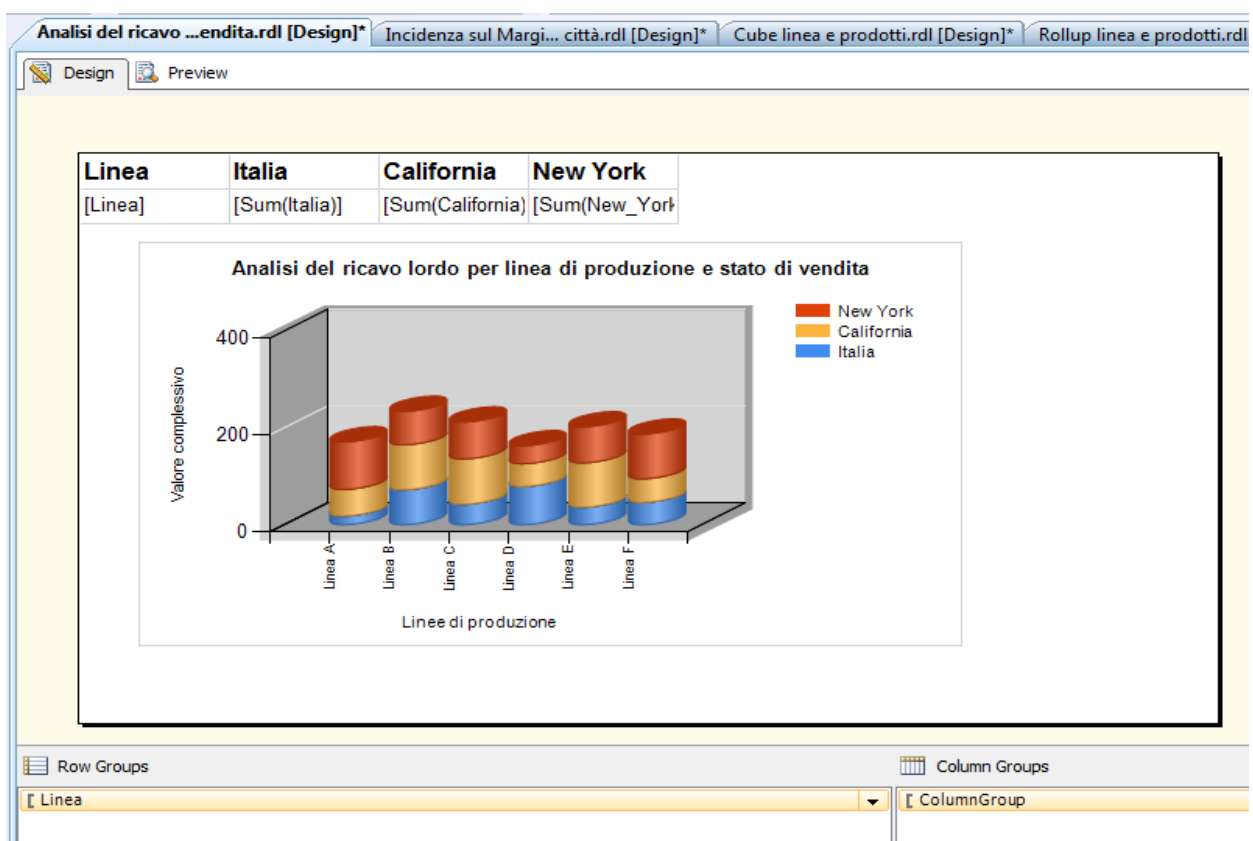 Analisi del ricavo ...endita.rdl [Design]* Incidenza sul Margi... città.rdl [Design]* Cube linea e prodotti.rdl [Design]* Rollup linea e prodotti.rdl
Design Preview
Linea Italia California New York
[Linea] [Sum(Italia)] [Sum(California) [Sum(New_York
Analisi del ricavo lordo per linea di produzione e stato di vendita
New York
California
Italia
400
200
0
Valore complessivo
Linea A Linea B Linea C Linea D Linea E Linea F
Linee di produzione
Row Groups Column Groups
[ Linea [ ColumnGroup